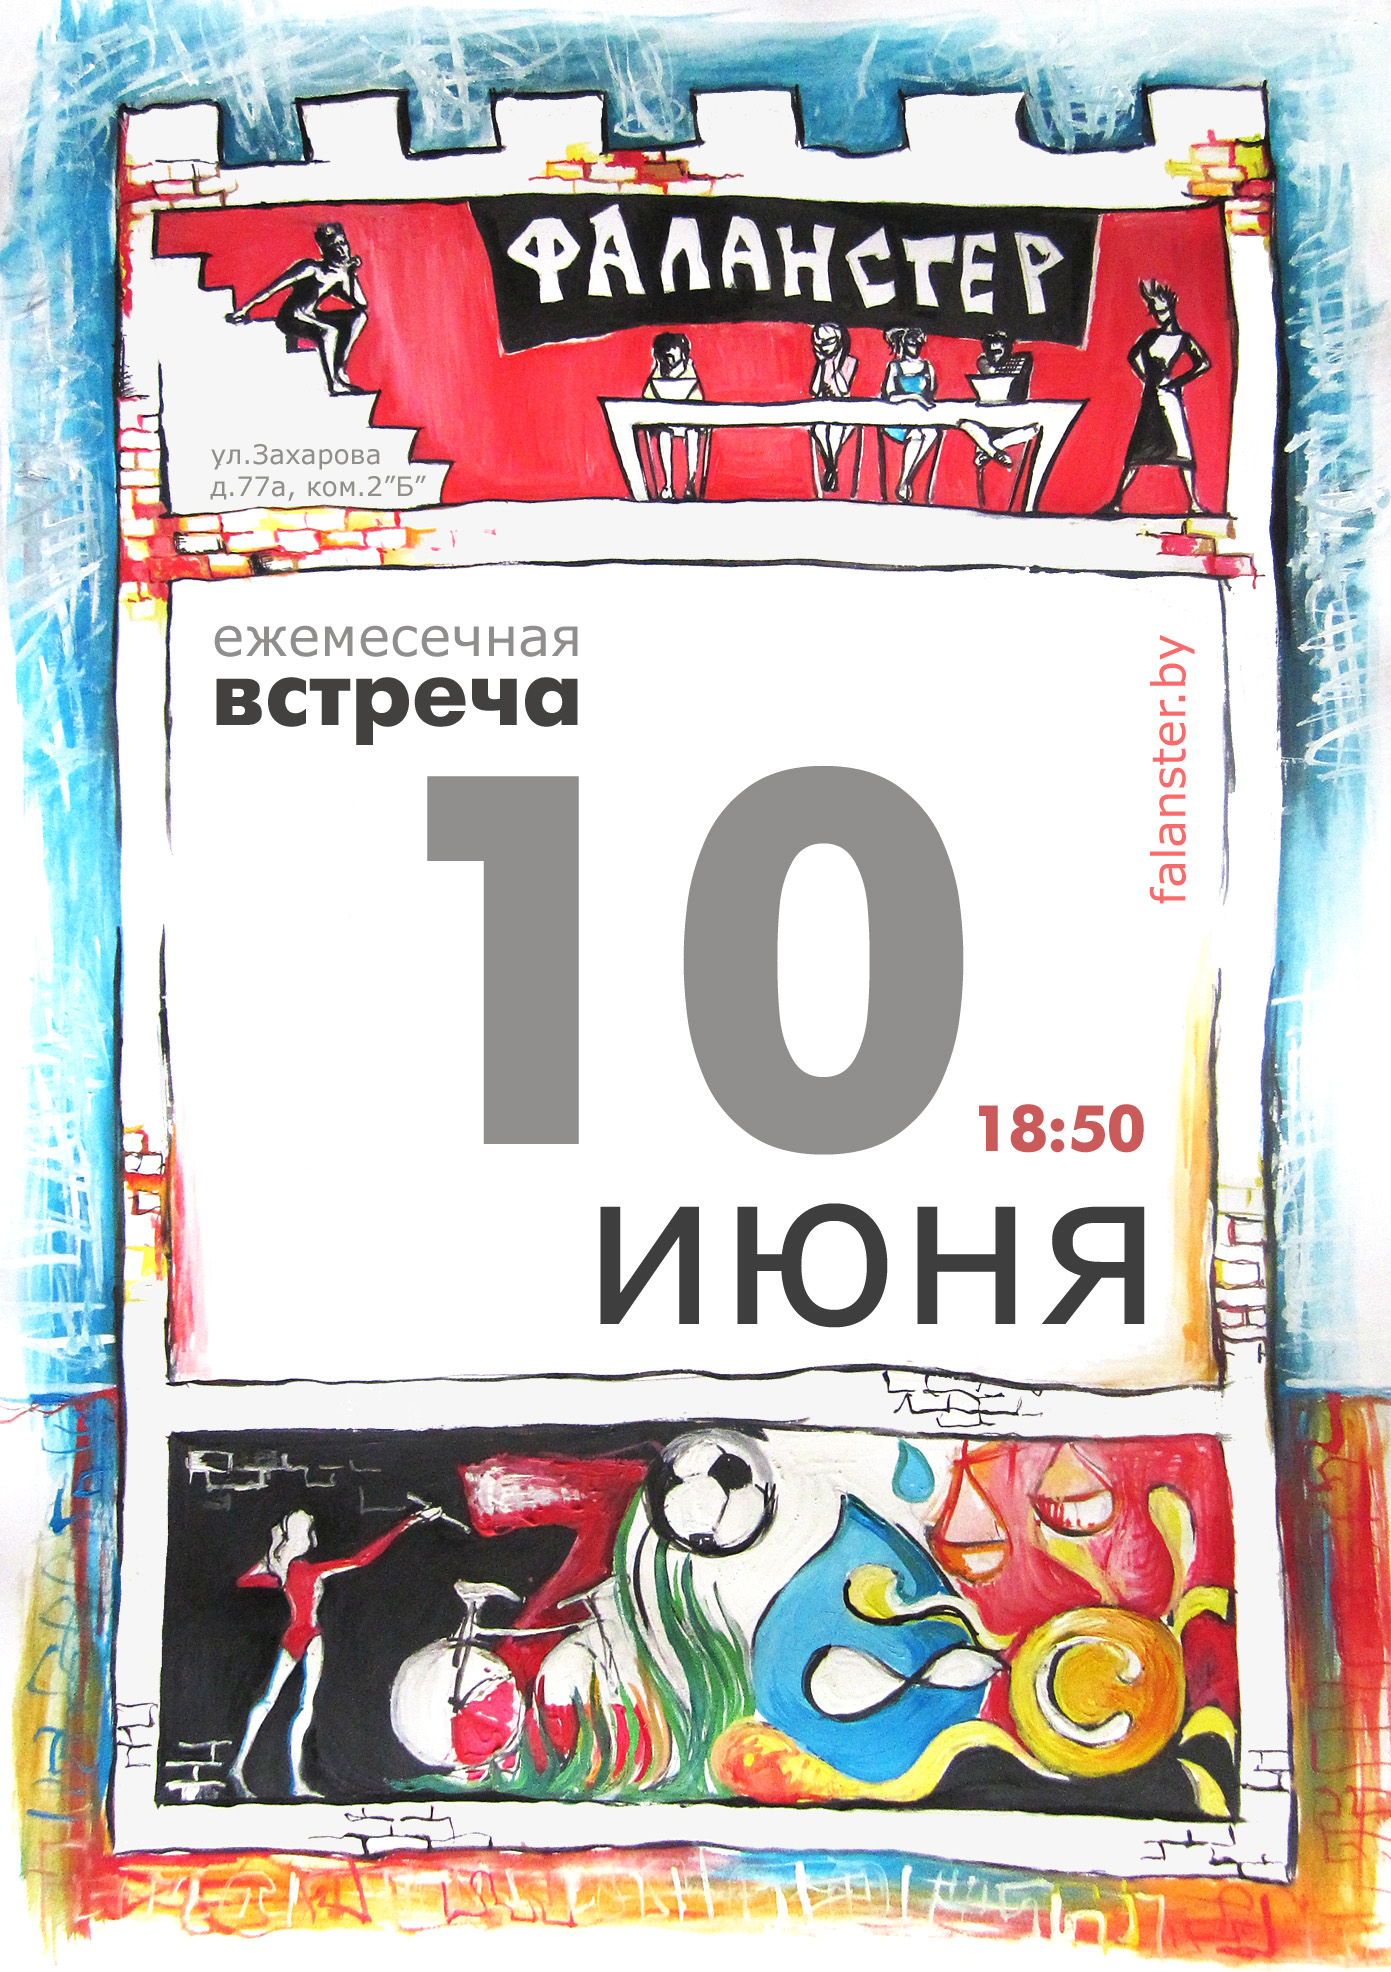 ФАЛАНСТЕР
ул.Захарова
д.77а, ком.2”Б”
ежемесечная
встреча
falanster.by
10
18:50
июня